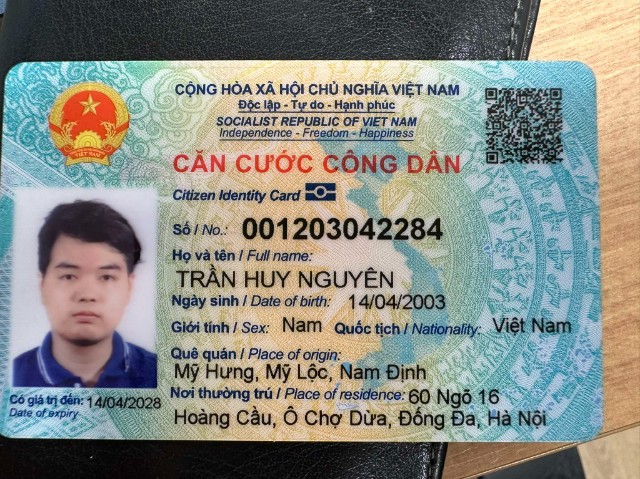 CỘNG HÒA XÃ HỘI CHỦ NGHĨA VIỆT NAM
Độc lập - Tự do - Hạnh phúc
SOCIALIST REPUBLIC OF VIET NAM
Independence - Freedom - Happiness
CĂN CƯỚC CÔNG DÂN
Citizen Identity Card
Số / No.: 001203042284
Họ và tên / Full name:
TRẦN HUY NGUYÊN
Ngày sinh / Date of birth: 14/04/2003
Giới tính / Sex: Nam Quốc tịch / Nationality: Việt Nam
Quê quán / Place of origin:
Mỹ Hưng, Mỹ Lộc, Nam Định
Nơi thường trú / Place of residence: 60 Ngõ 16
Hoàng Cầu, Ô Chợ Dừa, Đống Đa, Hà Nội
Có giá trị đến: 14/04/2028
Date of expiry
VIỆT NAM